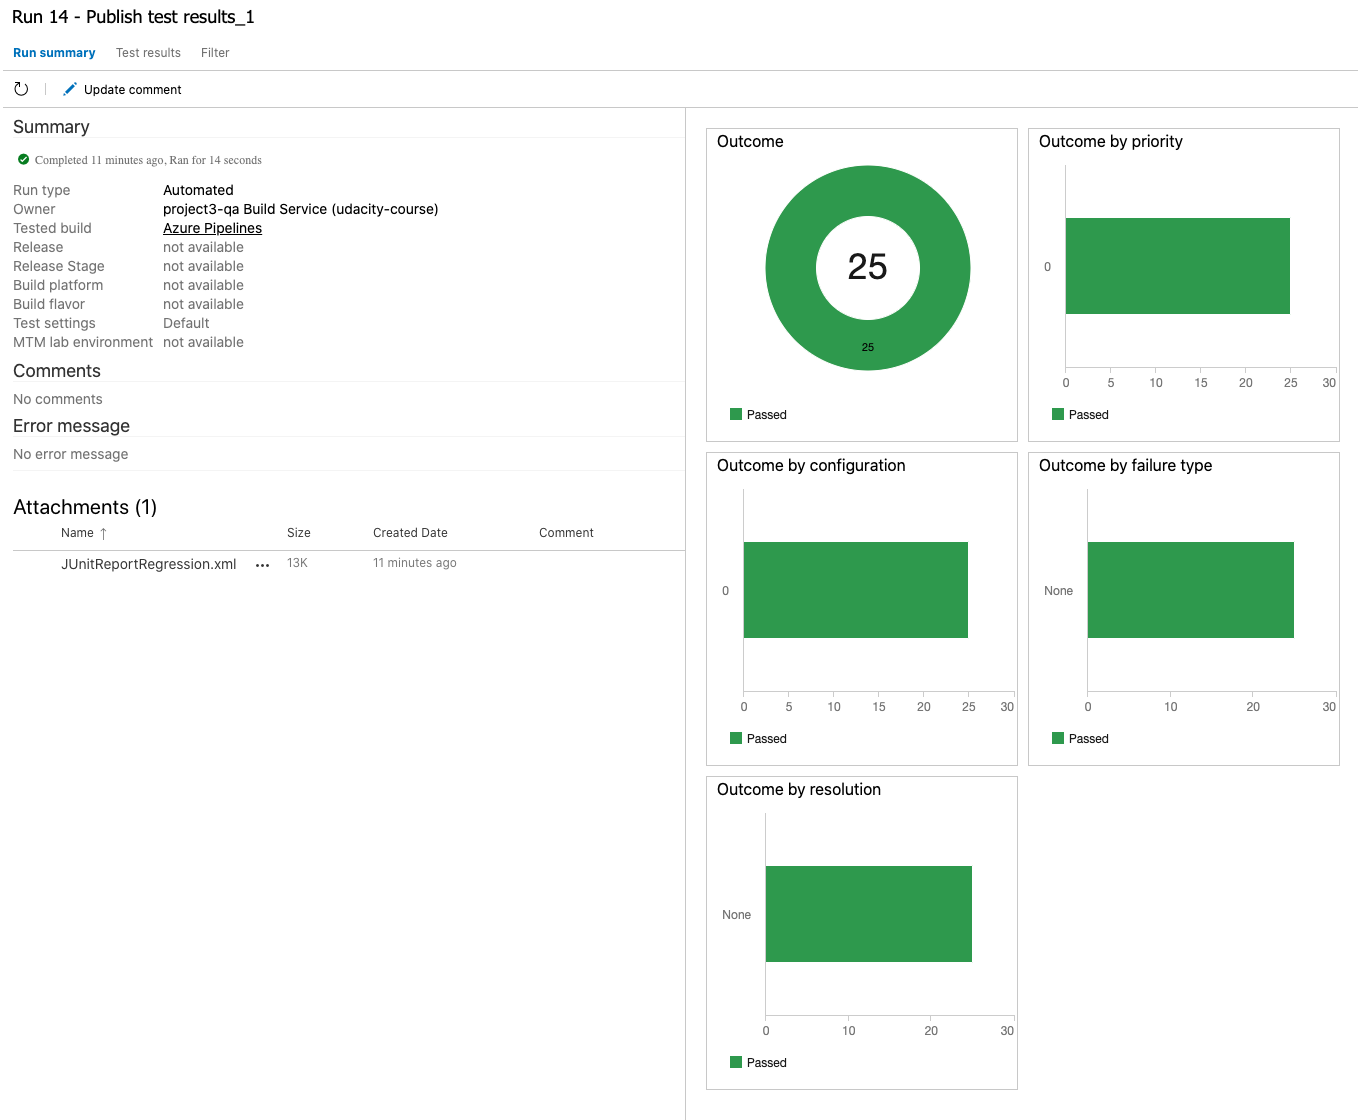 Run 14 - Publish test results_1
Run summary Test results Filter
Update comment
Summary
Completed 11 minutes ago, Ran for 14 seconds
Run type Automated
Owner project3-qa Build Service (udacity-course)
Tested build Azure Pipelines
Release not available
Release Stage not available
Build platform not available
Build flavor not available
Test settings Default
MTM lab environment not available
Comments
No comments
Error message
No error message
Attachments (1)
Name ↑ Size Created Date Comment
JUnitReportRegression.xml ... 13K 11 minutes ago
Outcome
25
25
Passed
Outcome by priority
0
0 5 10 15 20 25 30
Passed
Outcome by configuration
0
0 5 10 15 20 25 30
Passed
Outcome by failure type
None
0 10 20 30
Passed
Outcome by resolution
None
0 10 20 30
Passed